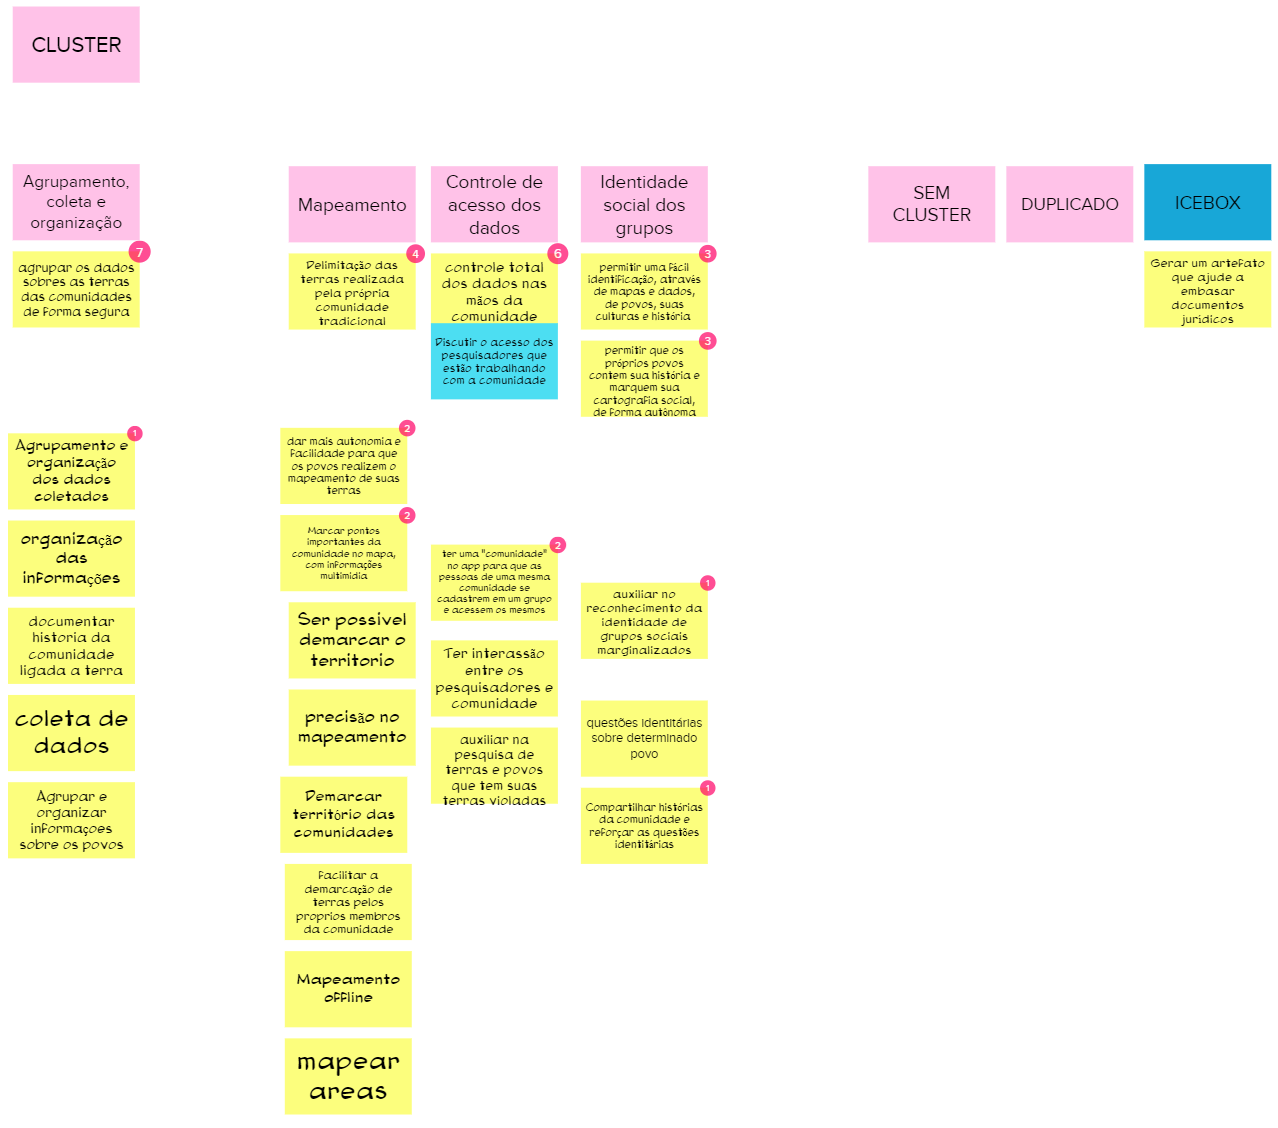 CLUSTER
Agrupamento,
coleta e
organização
7
agrupar os dados
sobres as terras
das comunidades
de forma segura
1
Agrupamento e
organização
dos dados
coletados
organização
das
informações
documentar
historia da
comunidade
ligada a terra
coleta de
dados
Agrupar e
organizar
informaçoes
sobre os povos
Mapeamento
4
Delimitação das
terras realizada
pela própria
comunidade
tradicional
2
dar mais autonomia e
facilidade para que
os povos realizem o
mapeamento de suas
terras
2
Marcar pontos
importantes da
comunidade no mapa,
com informações
multimidia
Ser possivel
demarcar o
territorio
precisão no
mapeamento
Demarcar
território das
comunidades
facilitar a
demarcação de
terras pelos
proprios membros
da comunidade
Mapeamento
offline
mapear
areas
Controle de
acesso dos
dados
6
controle total
dos dados nas
mãos da
comunidade
Discutir o acesso dos
pesquisadores que
estão trabalhando
com a comunidade
2
ter uma "comunidade"
no app para que as
pessoas de uma mesma
comunidade se
cadastrem em um grupo
e acessem os mesmos
Ter interassão
entre os
pesquisadores e
comunidade
auxiliar na
pesquisa de
terras e povos
que tem suas
terras violadas
Identidade
social dos
grupos
3
permitir uma fácil
identificação, através
de mapas e dados,
de povos, suas
culturas e história
3
permitir que os
próprios povos
contem sua história e
marquem sua
cartografia social,
de forma autônoma
1
auxiliar no
reconhecimento da
identidade de
grupos sociais
marginalizados
questões identitárias
sobre determinado
povo
1
Compartilhar histórias
da comunidade e
reforçar as questões
identitárias
SEM
CLUSTER
DUPLICADO
ICEBOX
Gerar um artefato
que ajude a
embasar
documentos
juridicos